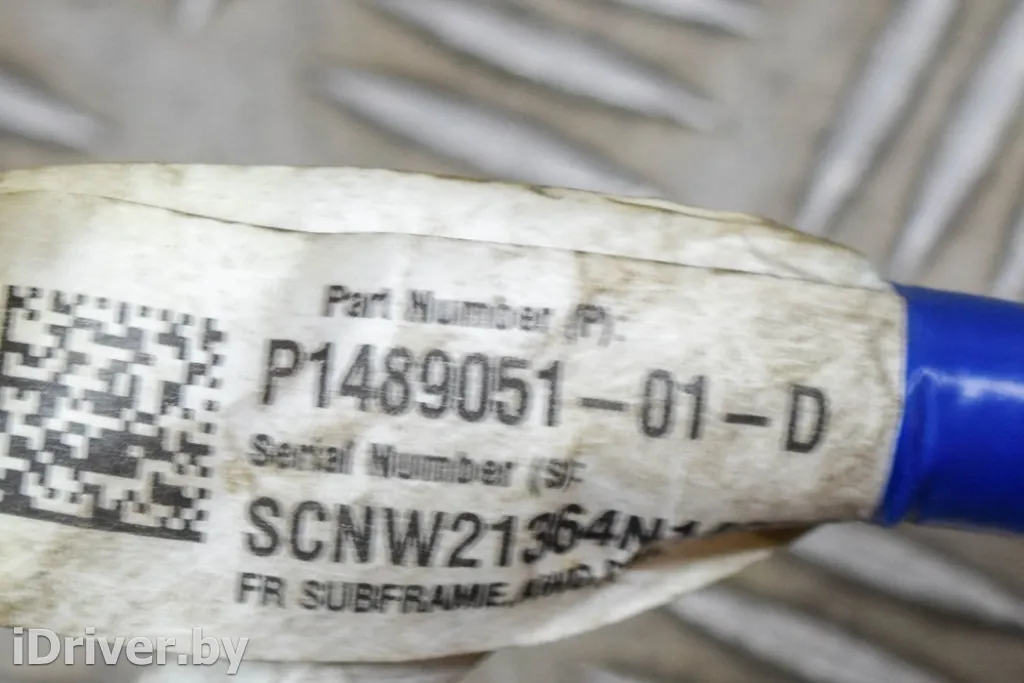 Part Number (P):
P1489051-01-D
Serial Number (S):
SCNW21364N1
FR SUBFRAME,
iDriver.by